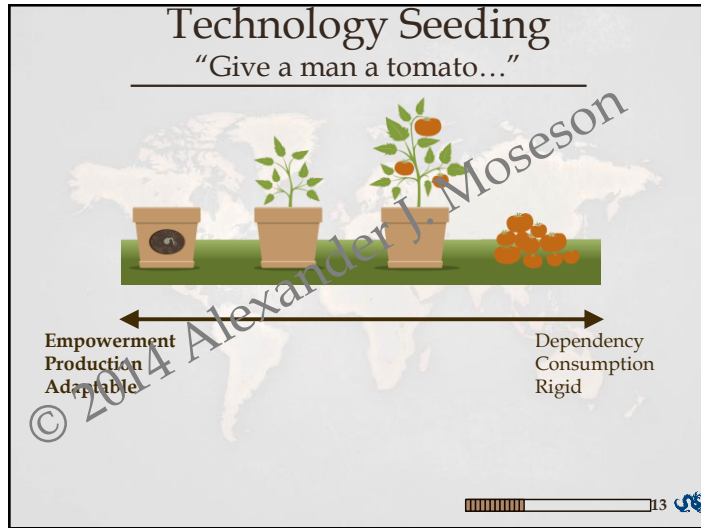 Technology Seeding
“Give a man a tomato…”
© 2014 Alexander J. Moseson
Empowerment
Production
Adaptable
Dependency
Consumption
Rigid
13